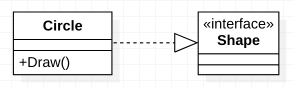 Circle
+Draw()
«interface»
Shape